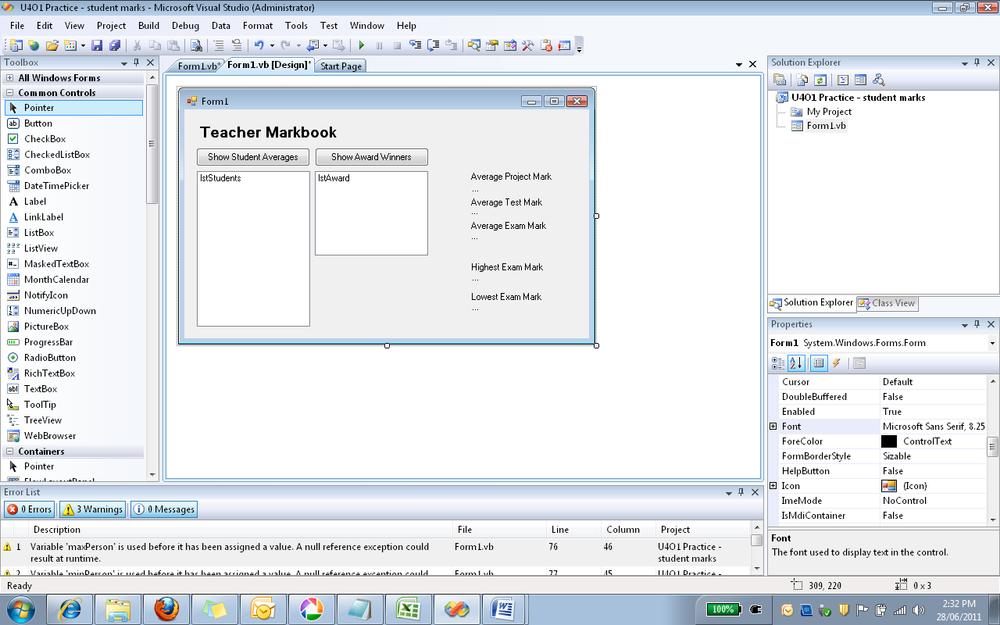 U4O1 Practice - student marks - Microsoft Visual Studio (Administrator)
File Edit View Project Build Debug Data Format Tools Test Window Help
Toolbox
All Windows Forms
Common Controls
Pointer
Button
CheckBox
CheckedListBox
ComboBox
DateTimePicker
Label
LinkLabel
ListBox
ListView
MaskedTextBox
MonthCalendar
NotifyIcon
NumericUpDown
PictureBox
ProgressBar
RadioButton
RichTextBox
TextBox
ToolTip
TreeView
WebBrowser
Containers
Pointer
Form1.vb* Form1.vb [Design]* Start Page
Form1
Teacher Markbook
Show Student Averages Show Award Winners
lstStudents lstAward
Average Project Mark
...
Average Test Mark
...
Average Exam Mark
...
Highest Exam Mark
...
Lowest Exam Mark
...
Solution Explorer
U4O1 Practice - student marks
My Project
Form1.vb
Solution Explorer Class View
Properties
Form1 System.Windows.Forms.Form
Cursor Default
DoubleBuffered False
Enabled True
Font Microsoft Sans Serif, 8.25
ForeColor ControlText
FormBorderStyle Sizable
HelpButton False
Icon (Icon)
ImeMode NoControl
IsMdiContainer False
Font
The font used to display text in the control.
Error List
0 Errors 3 Warnings 0 Messages
Description File Line Column Project
1 Variable 'maxPerson' is used before it has been assigned a value. A null reference exception could Form1.vb 76 46 U4O1 Practice -
result at runtime. student marks
2 Variable 'minPerson' is used before it has been assigned a value. A null reference exception could Form1.vb 77 45 U4O1 Practice -
Ready 309, 220 0 x 3
100% 2:32 PM
28/06/2011